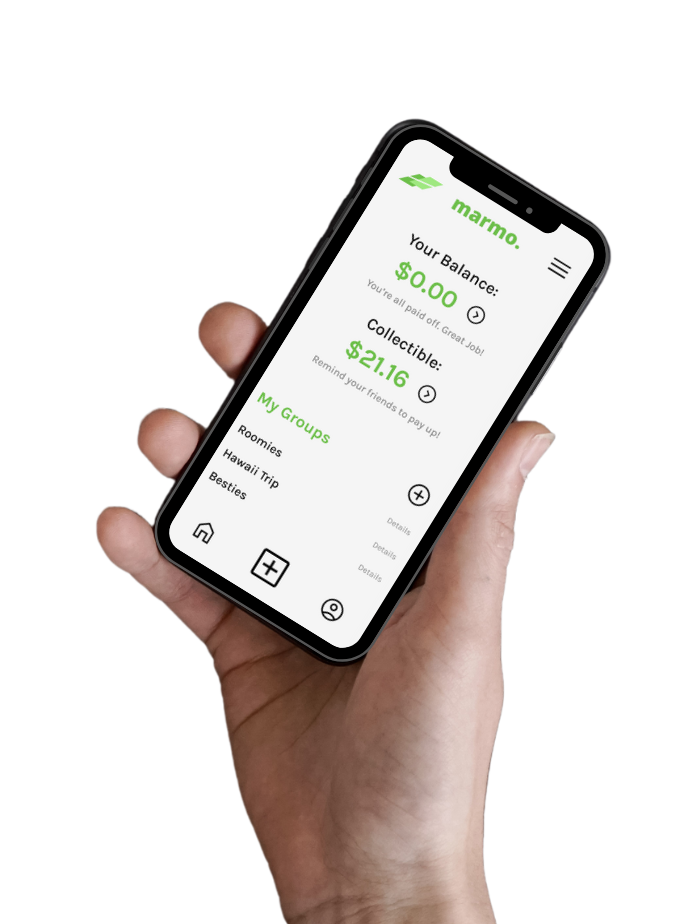 marmo.
Your Balance:
$0.00
You're all paid off, Great Job!
Collectible:
$21.16
Remind your friends to pay up!
My Groups
Roomies
Details
Hawaii Trip
Details
Besties
Details